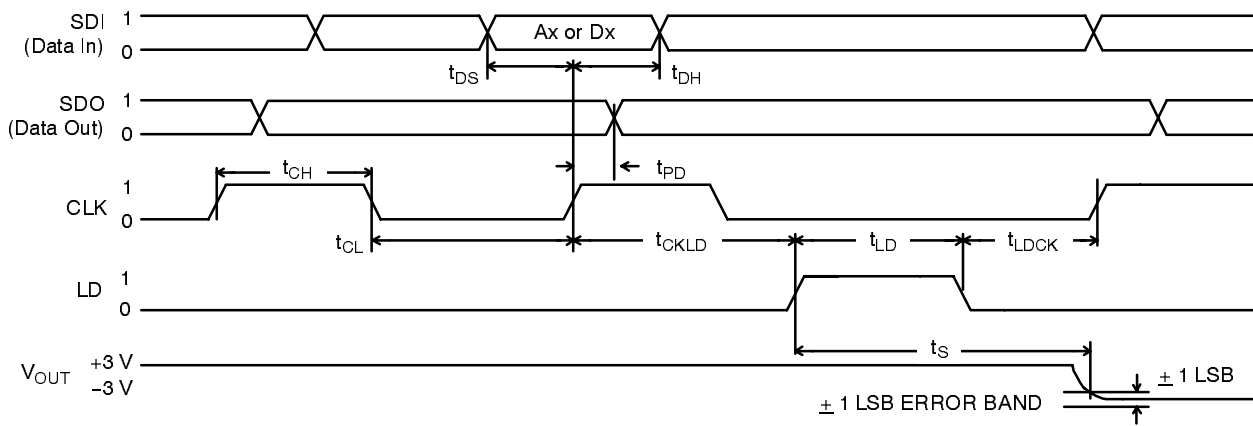 SDI 1
(Data In) 0
Ax or Dx
tDS tDH
SDO 1
(Data Out) 0
tCH tPD
CLK 1
0
tCL tCKLD tLD tLDCK
LD 1
0
tS
VOUT +3 V
−3 V
± 1 LSB
± 1 LSB ERROR BAND